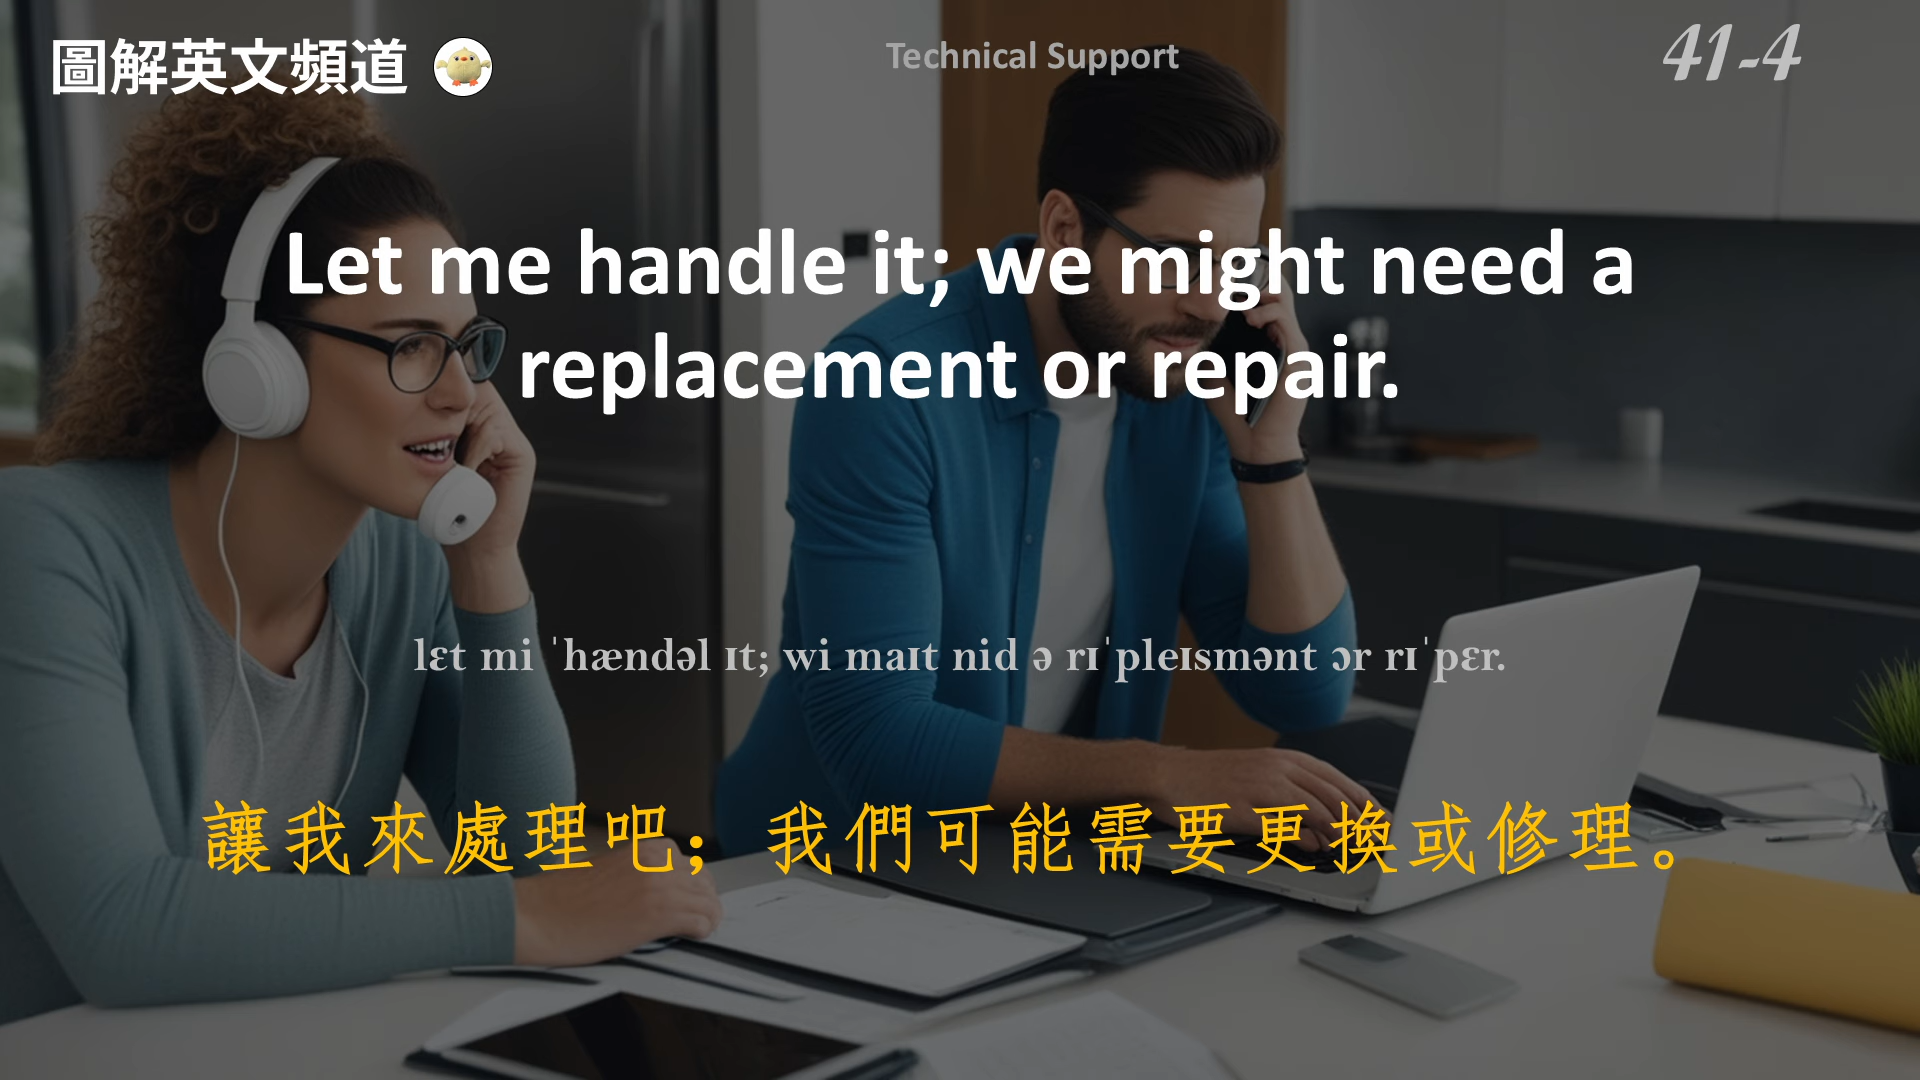 圖解英文頻道
Technical Support
41-4
Let me handle it; we might need a
replacement or repair.
lɛt mi ˈhændəl ɪt; wi maɪt nid ə rɪˈpleɪsmənt ɔr rɪˈpɛr.
讓我來處理吧；我們可能需要更換或修理。